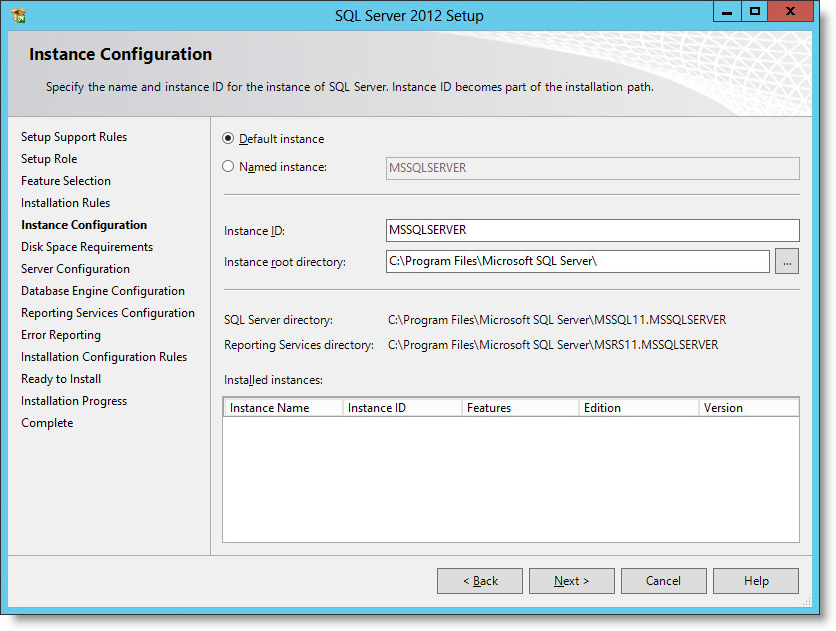 SQL Server 2012 Setup
Instance Configuration
Specify the name and instance ID for the instance of SQL Server. Instance ID becomes part of the installation path.
Setup Support Rules
Setup Role
Feature Selection
Installation Rules
Instance Configuration
Disk Space Requirements
Server Configuration
Database Engine Configuration
Reporting Services Configuration
Error Reporting
Installation Configuration Rules
Ready to Install
Installation Progress
Complete
Default instance
Named instance: MSSQLSERVER
Instance ID: MSSQLSERVER
Instance root directory: C:\Program Files\Microsoft SQL Server\ ...
SQL Server directory: C:\Program Files\Microsoft SQL Server\MSSQL11.MSSQLSERVER
Reporting Services directory: C:\Program Files\Microsoft SQL Server\MSRS11.MSSQLSERVER
Installed instances:
Instance Name Instance ID Features Edition Version
< Back Next > Cancel Help